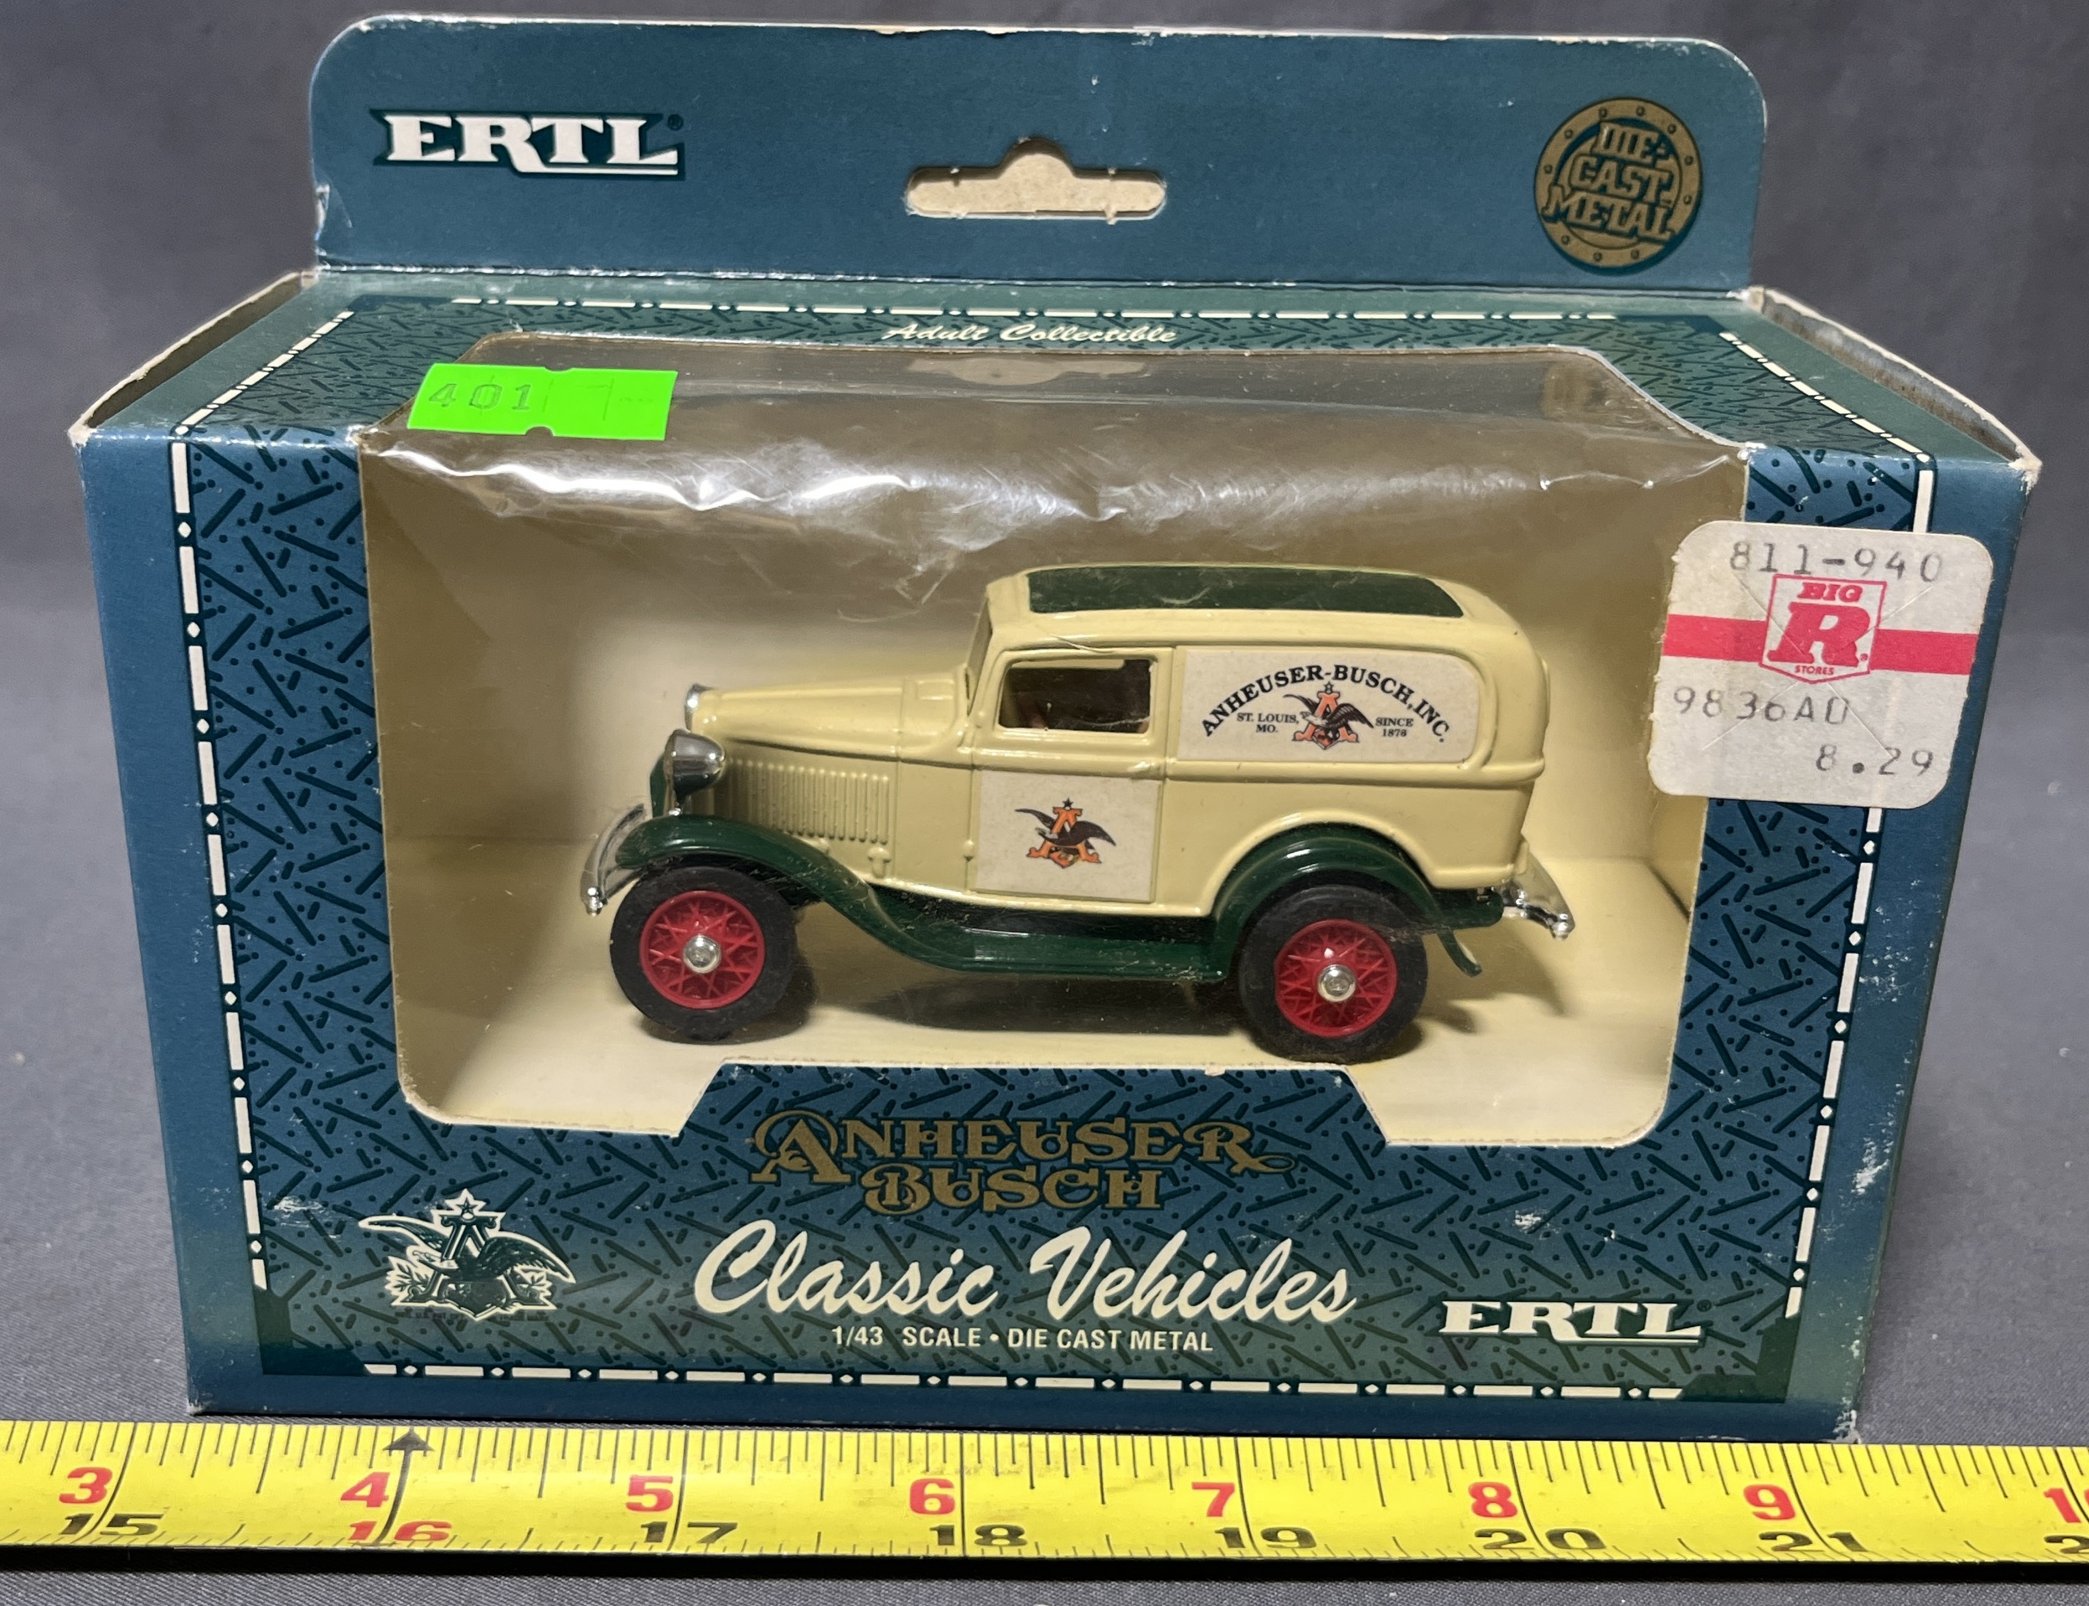 ERTL®
DIE-
CAST
METAL
Adult Collectible
401
811-940
BIG
R®
STORES
9836AD
8.29
ANHEUSER-BUSCH, INC.
ST. LOUIS,
MO.
SINCE
1876
ANHEUSER
BUSCH
Classic Vehicles
1/43 SCALE • DIE CAST METAL
ERTL®
3 4 5 6 7 8 9
15 16 17 18 19 20 21